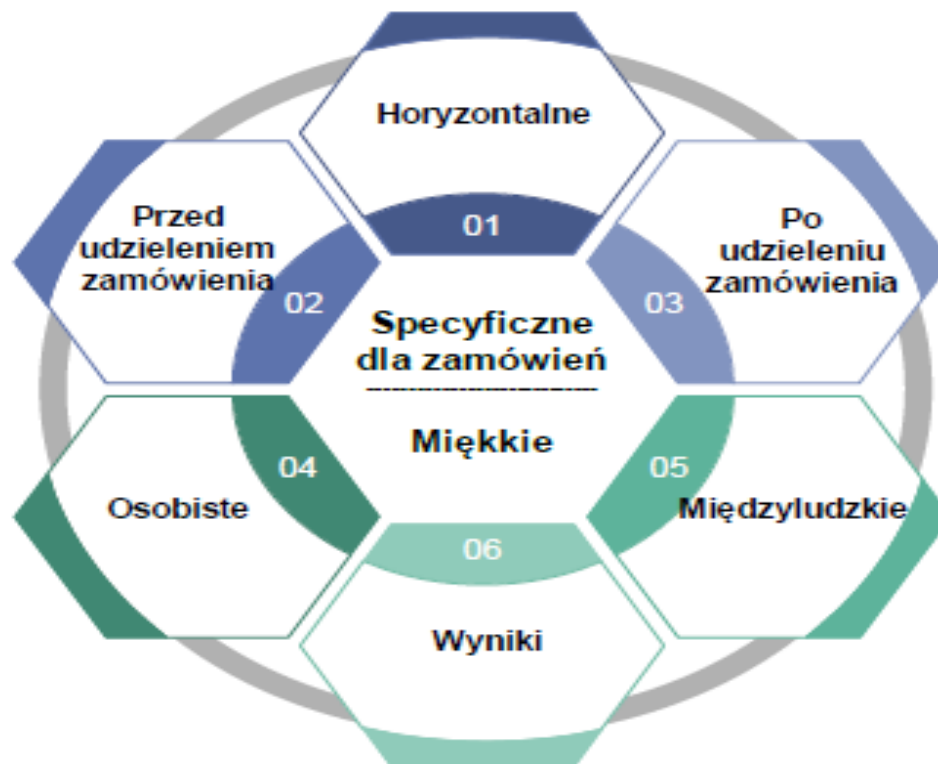 Horyzontalne
01
Przed
udzieleniem
zamówienia
02
Po
udzieleniu
zamówienia
03
Specyficzne
dla zamówień
Miękkie
04
Osobiste
05
Międzyludzkie
06
Wyniki